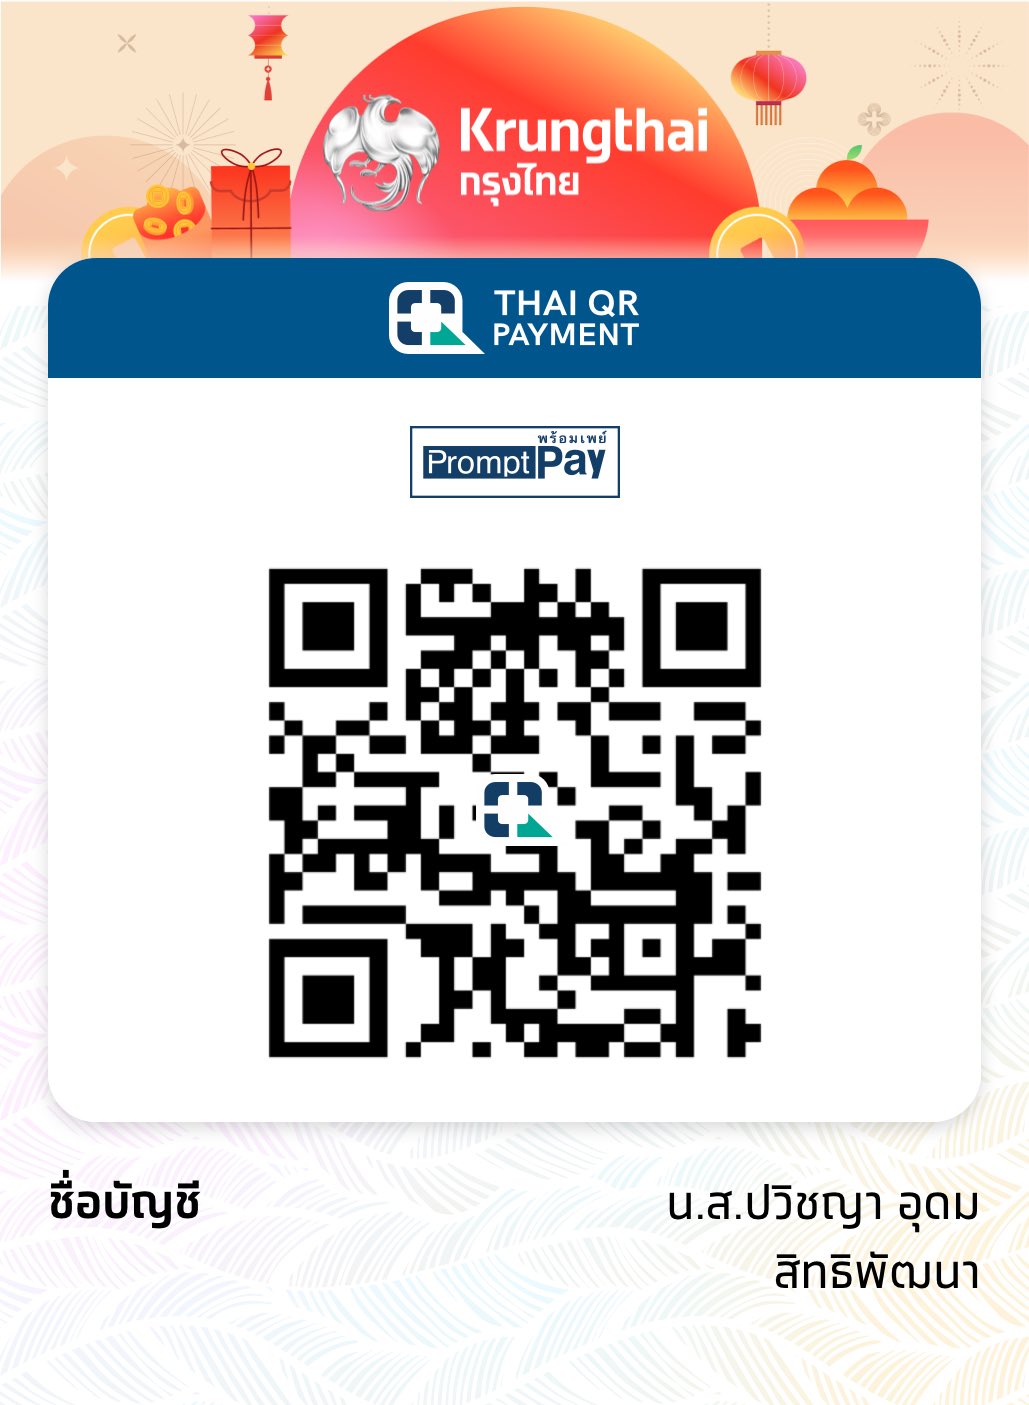 Krungthai
กรุงไทย
THAI QR
PAYMENT
พร้อมเพย์
PromptPay
ชื่อบัญชี
น.ส.ปวิชญา อุดม
สิทธิพัฒนา